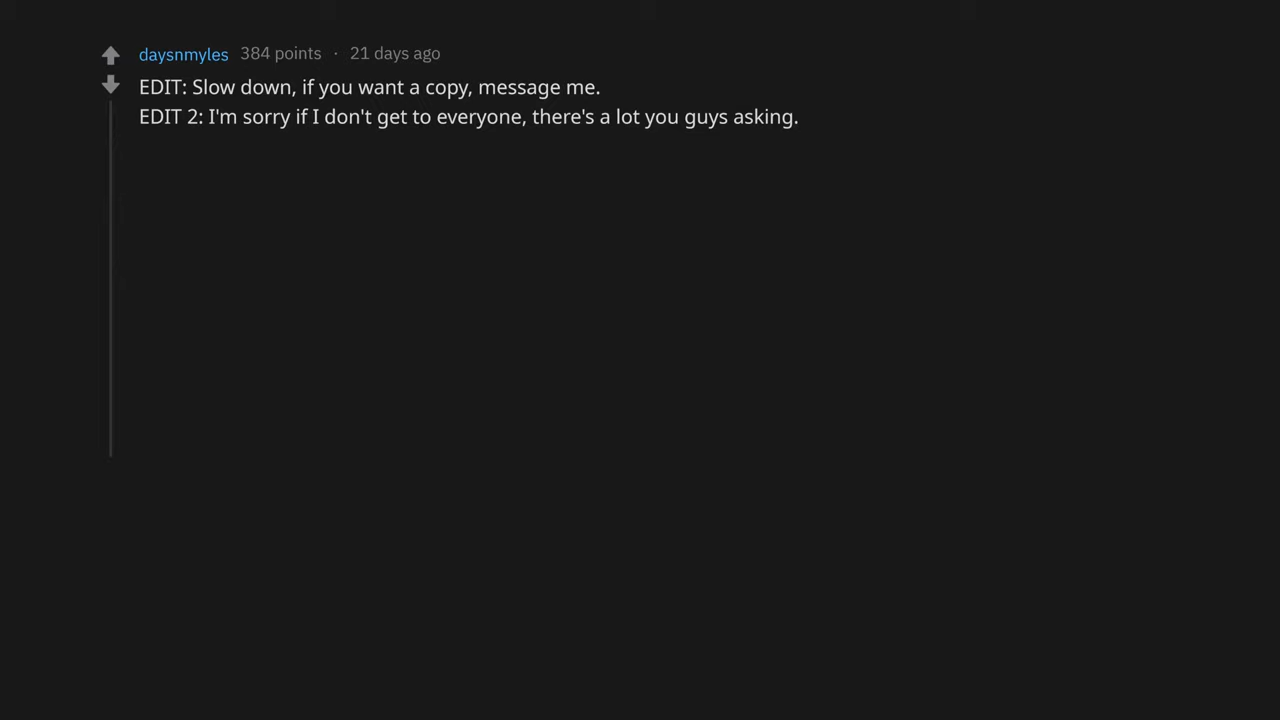 daysnmyles 384 points · 21 days ago
EDIT: Slow down, if you want a copy, message me.
EDIT 2: I'm sorry if I don't get to everyone, there's a lot you guys asking.